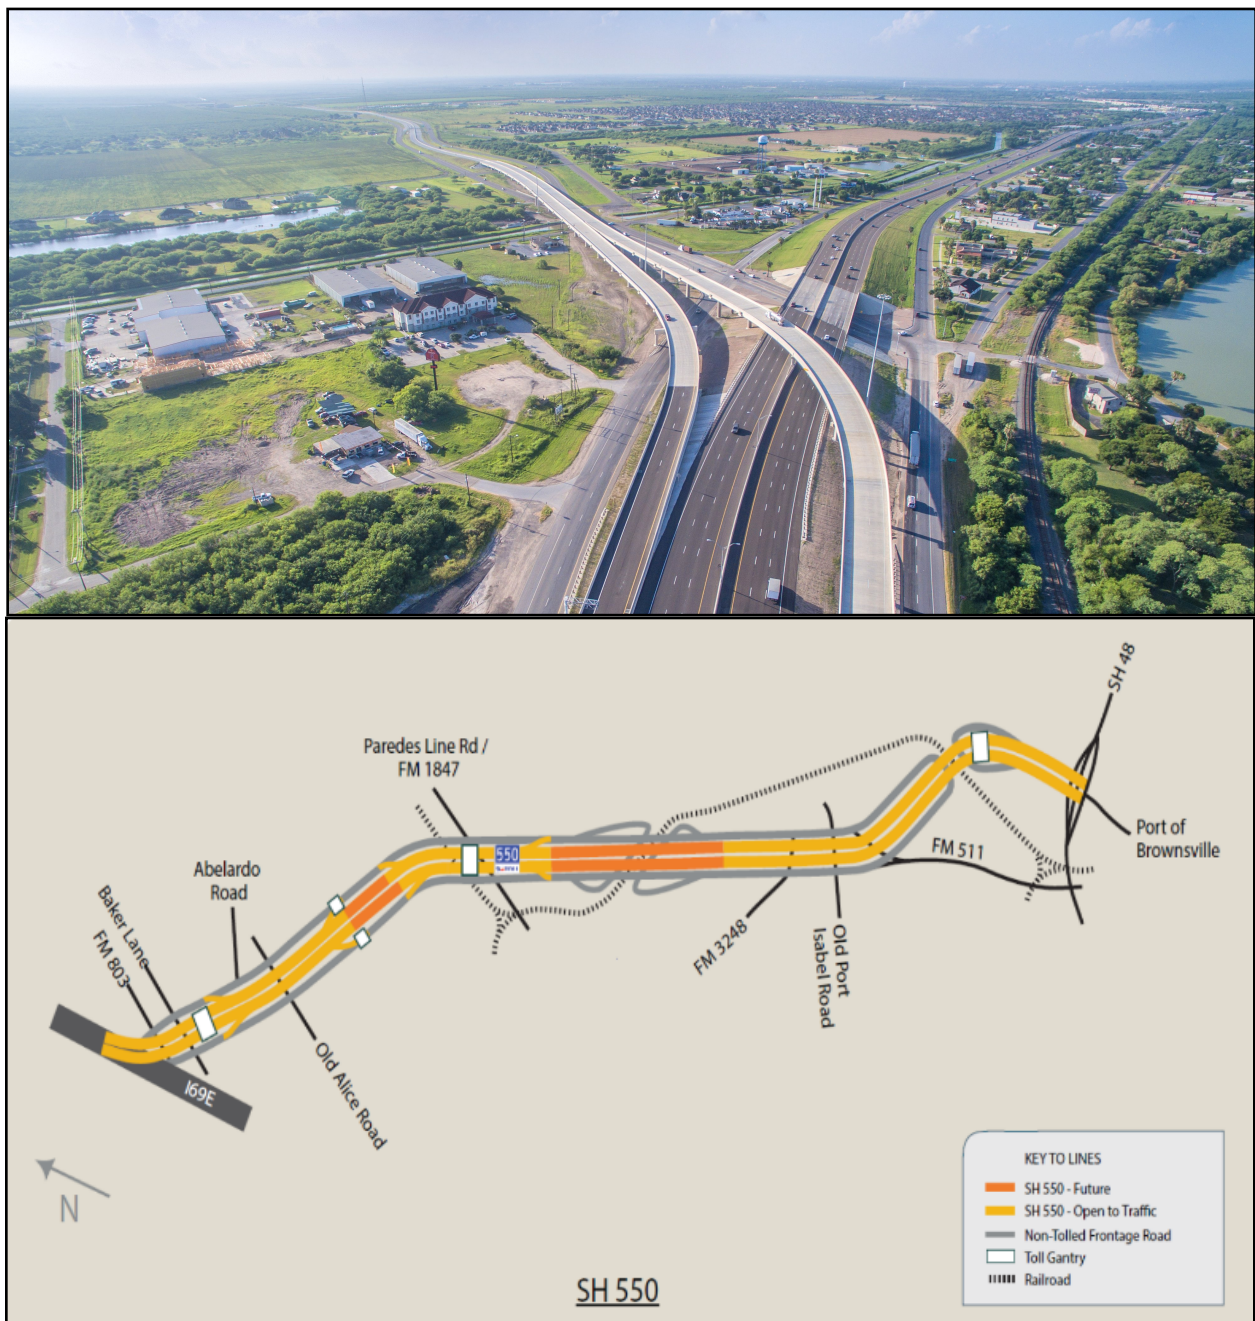 SH 48
Paredes Line Rd /
FM 1847
Port of
Brownsville
550
FM 511
Abelardo
Road
Baker Lane
FM 803
FM 3248
Old Port
Isabel Road
I69E
Old Alice Road
N
KEY TO LINES
SH 550 - Future
SH 550 - Open to Traffic
Non-Tolled Frontage Road
Toll Gantry
Railroad
SH 550